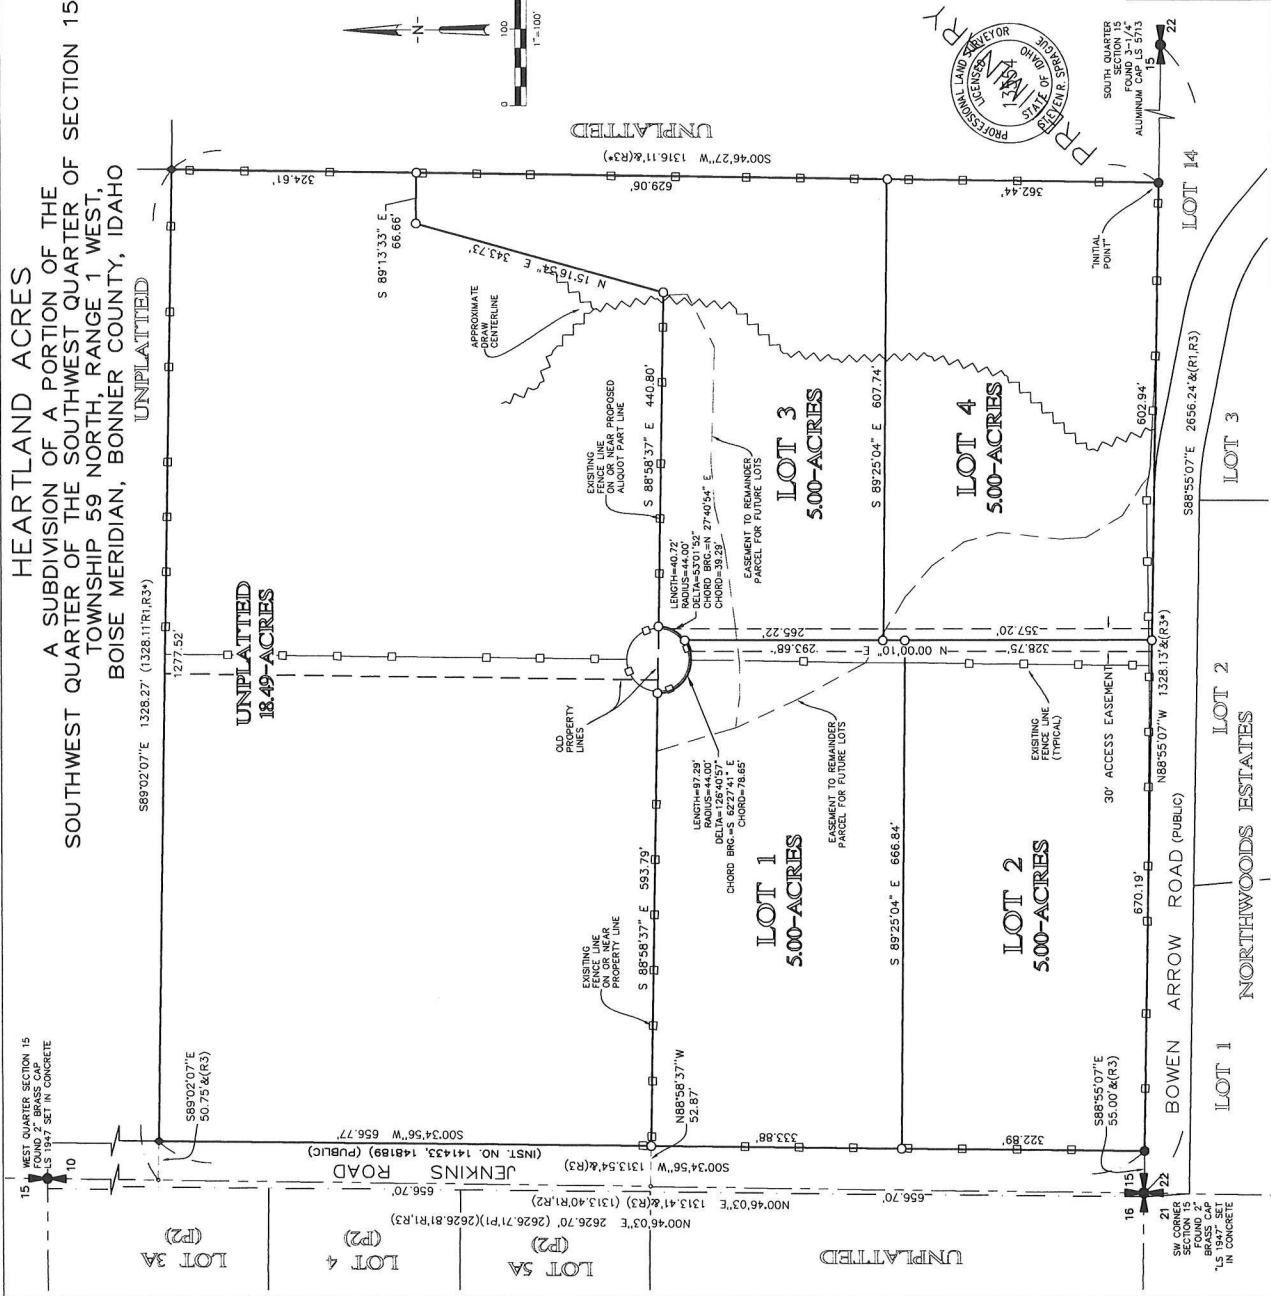 HEARTLAND ACRES
A SUBDIVISION OF A PORTION OF THE
SOUTHWEST QUARTER OF THE SOUTHWEST QUARTER OF SECTION 15
TOWNSHIP 59 NORTH, RANGE 1 WEST,
BOISE MERIDIAN, BONNER COUNTY, IDAHO
-N-
0
100
1"=100'
WEST QUARTER SECTION 15
FOUND 2" BRASS CAP
LS 1947 SET IN CONCRETE
15
10
S89°02'07"E
50.75'&(R3)
S89°02'07"E 1328.27' (1328.11'R1,R3*)
1277.52'
UNPLATTED
UNPLATTED
18.49-ACRES
324.61'
S 89°13'33" E
66.66'
N 15°16'34" E 343.73'
APPROXIMATE
DRAW
CENTERLINE
629.06'
S00°46'27"W 1316.11'&(R3*)
UNPLATTED
362.44'
OLD
PROPERTY
LINES
EXISITING
FENCE LINE
ON OR NEAR PROPOSED
ALIQUOT PART LINE
S 88°58'37" E 440.80'
EXISITING
FENCE LINE
ON OR NEAR
PROPERTY LINE
S 88°58'37" E 593.79'
N88°58'37"W
52.87'
LENGTH=40.72'
RADIUS=44.00'
DELTA=53°01'52"
CHORD BRG.=N 27°40'54" E
CHORD=39.29'
LENGTH=97.29'
RADIUS=44.00'
DELTA=126°40'57"
CHORD BRG.=S 62°27'41" E
CHORD=78.65'
EASEMENT TO REMAINDER
PARCEL FOR FUTURE LOTS
EASEMENT TO REMAINDER
PARCEL FOR FUTURE LOTS
LOT 1
5.00-ACRES
LOT 3
5.00-ACRES
S 89°25'04" E 666.84'
S 89°25'04" E 607.74'
LOT 2
5.00-ACRES
LOT 4
5.00-ACRES
265.22'
293.68'
N 00°00'10" E
328.75'
357.20'
EXISITING
FENCE LINE
(TYPICAL)
30' ACCESS EASEMENT
333.88'
322.89'
S00°34'56"W 656.77'
(INST. NO. 141433, 148189) (PUBLIC)
JENKINS ROAD
S00°34'56"W 1313.54'&(R3)
656.70'
656.70'
N00°46'03"E 1313.41'&(R3) (1313.40'R1,R2)
N00°46'03"E 2626.70' (2626.71'P1)(2626.81'R1,R3)
LOT 3A
(P2)
LOT 4
(P2)
LOT 5A
(P2)
UNPLATTED
S88°55'07"E
55.00'&(R3)
670.19'
N88°55'07"W 1328.13'&(R3*)
602.94'
"INITIAL
POINT"
S88°55'07"E 2656.24'&(R1,R3)
BOWEN ARROW ROAD (PUBLIC)
LOT 1
LOT 2
LOT 3
LOT 14
NORTHWOODS ESTATES
16
15
21
22
SW CORNER
SECTION 15
FOUND 2"
BRASS CAP
"LS 1947" SET
IN CONCRETE
SOUTH QUARTER
SECTION 15
FOUND 3-1/4"
ALUMINUM CAP LS 5713
15
22
PROFESSIONAL LAND SURVEYOR
LICENSED
STATE OF IDAHO
STEVEN R. SPRAGUE